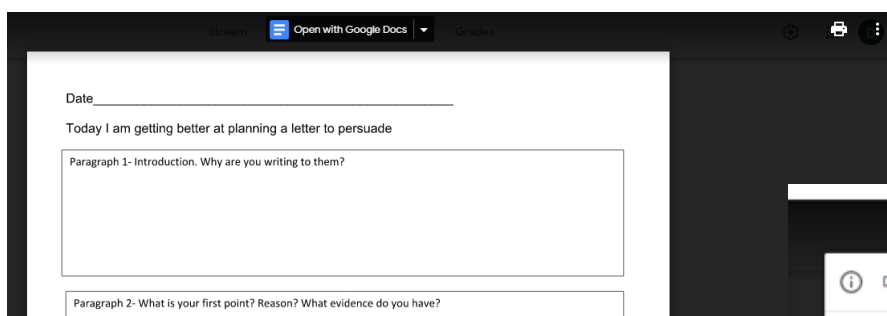 Stream Open with Google Docs Grades
Date
Today I am getting better at planning a letter to persuade
Paragraph 1- Introduction. Why are you writing to them?
Paragraph 2- What is your first point? Reason? What evidence do you have?